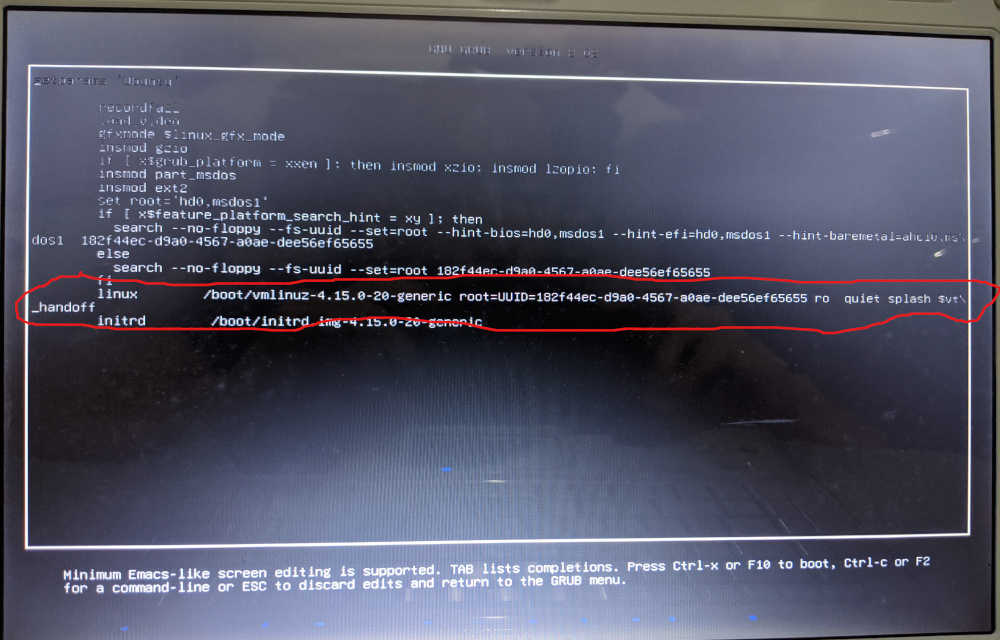 GNU GRUB version 2.02
setparams 'Ubuntu'
recordfail
load_video
gfxmode $linux_gfx_mode
insmod gzio
if [ x$grub_platform = xxen ]; then insmod xzio; insmod lzopio; fi
insmod part_msdos
insmod ext2
set root='hd0,msdos1'
if [ x$feature_platform_search_hint = xy ]; then
search --no-floppy --fs-uuid --set=root --hint-bios=hd0,msdos1 --hint-efi=hd0,msdos1 --hint-baremetal=ahci0,ms\
dos1 182f44ec-d9a0-4567-a0ae-dee56ef65655
else
search --no-floppy --fs-uuid --set=root 182f44ec-d9a0-4567-a0ae-dee56ef65655
fi
linux /boot/vmlinuz-4.15.0-20-generic root=UUID=182f44ec-d9a0-4567-a0ae-dee56ef65655 ro quiet splash $vt\
_handoff
initrd /boot/initrd.img-4.15.0-20-generic
Minimum Emacs-like screen editing is supported. TAB lists completions. Press Ctrl-x or F10 to boot, Ctrl-c or F2
for a command-line or ESC to discard edits and return to the GRUB menu.